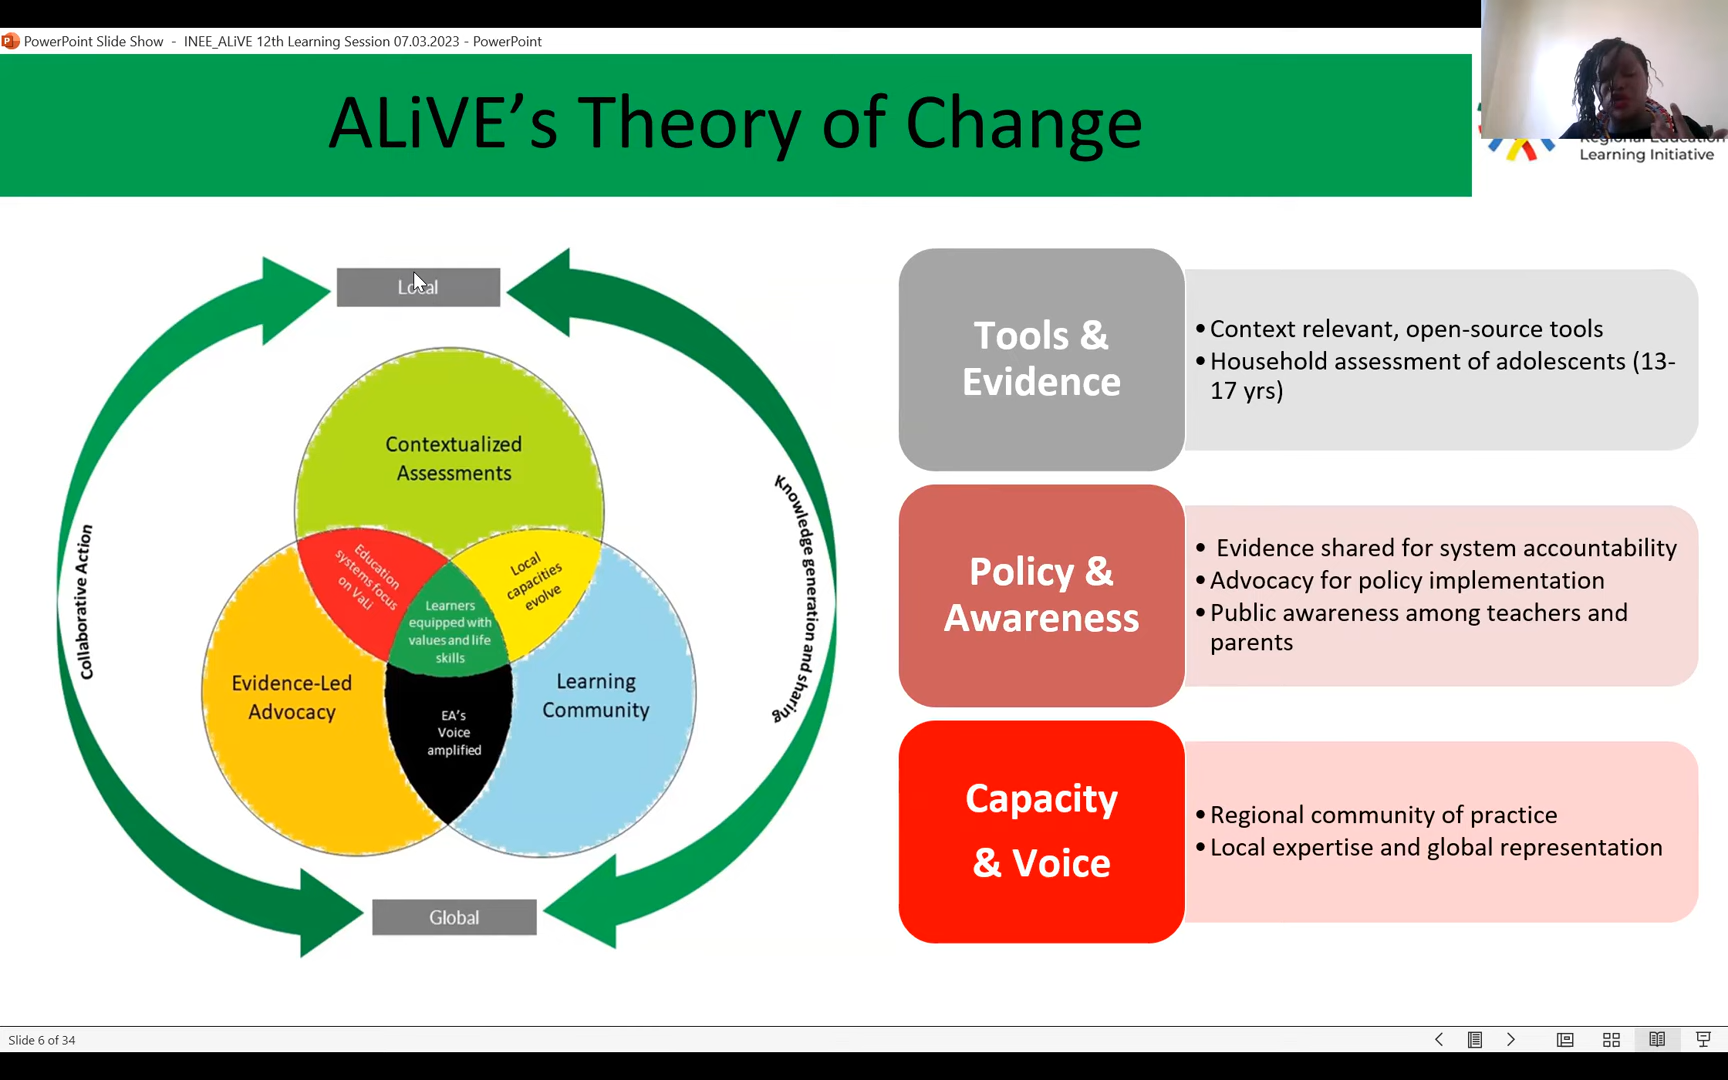 PowerPoint Slide Show - INEE_ALiVE 12th Learning Session 07.03.2023 - PowerPoint
ALiVE’s Theory of Change
Regional Education
Learning Initiative
Local
Contextualized
Assessments
Education
systems focus
on VaLi
Local
capacities
evolve
Learners
equipped with
values and life
skills
Evidence-Led
Advocacy
Learning
Community
EA’s
Voice
amplified
Collaborative Action
Knowledge generation and sharing
Global
Tools &
Evidence
•Context relevant, open-source tools
•Household assessment of adolescents (13-
17 yrs)
Policy &
Awareness
• Evidence shared for system accountability
•Advocacy for policy implementation
•Public awareness among teachers and
parents
Capacity
& Voice
•Regional community of practice
•Local expertise and global representation
Slide 6 of 34